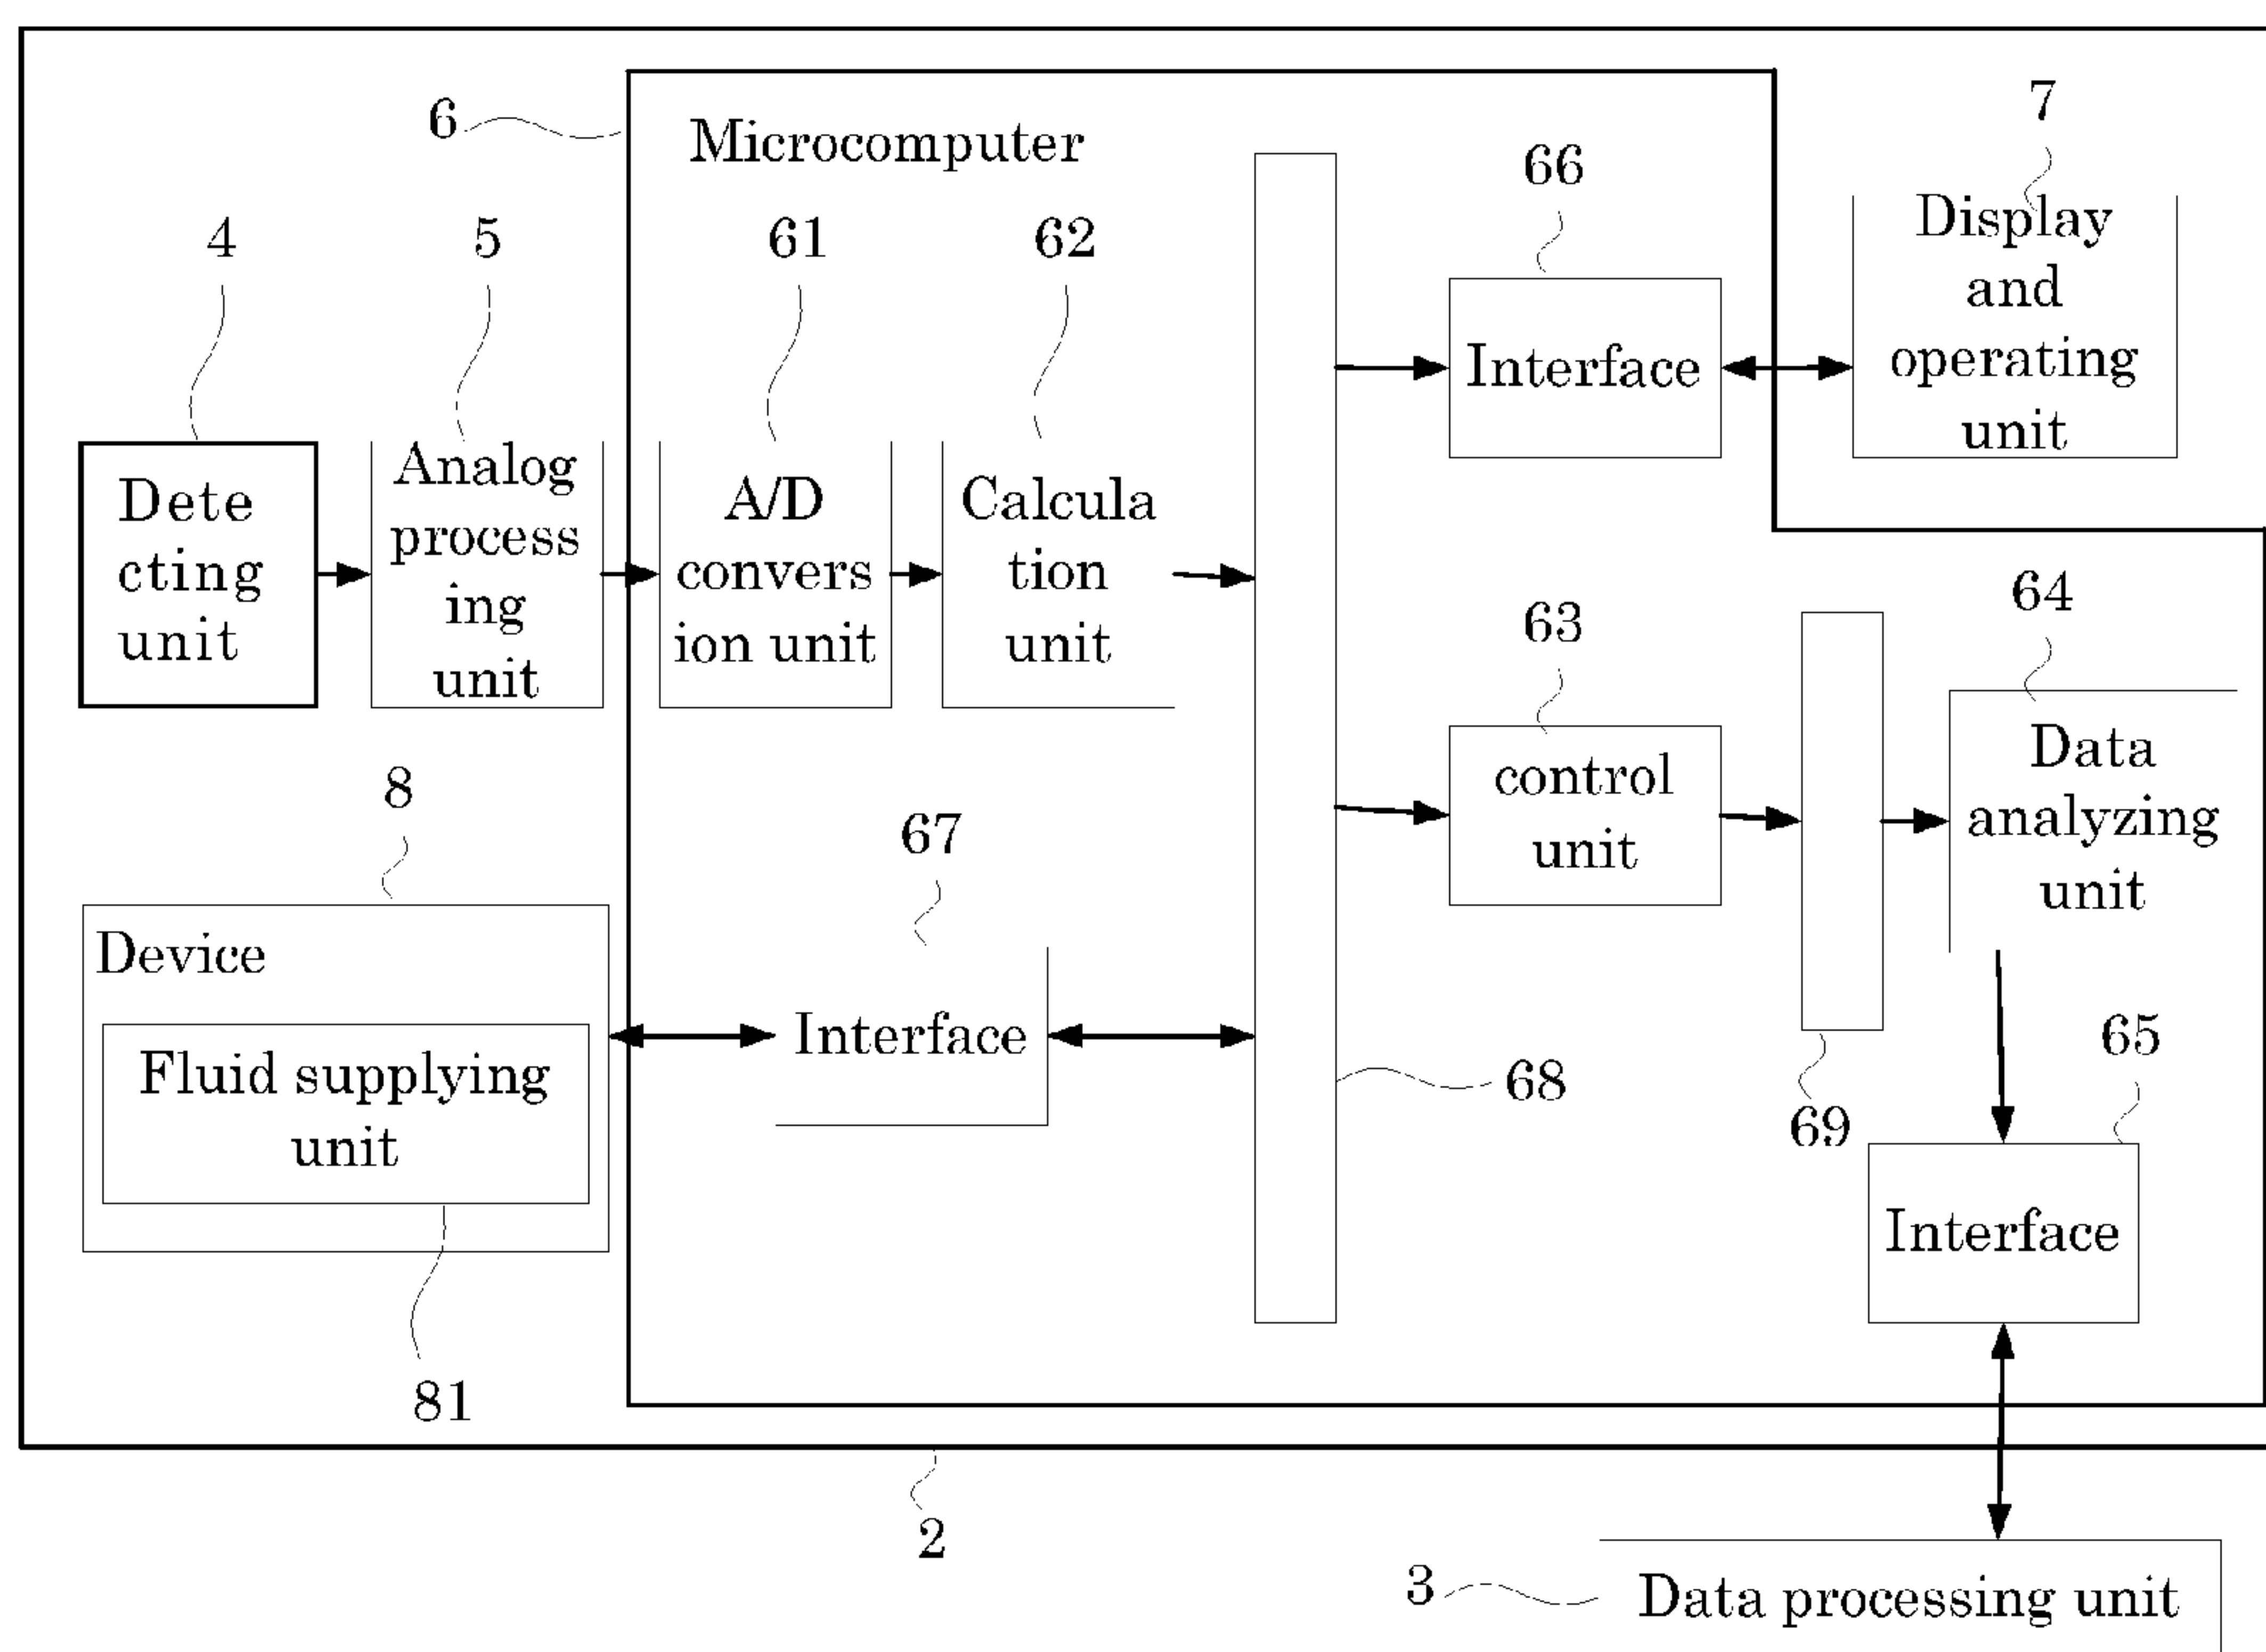 6
Microcomputer
7
66
Display
and
operating
unit
4
5
61
62
Interface
Dete
cting
unit
Analog
process
ing
unit
A/D
convers
ion unit
Calcula
tion
unit
63
control
unit
64
Data
analyzing
unit
8
Device
Fluid supplying
unit
81
67
Interface
68
69
65
Interface
2
3
Data processing unit